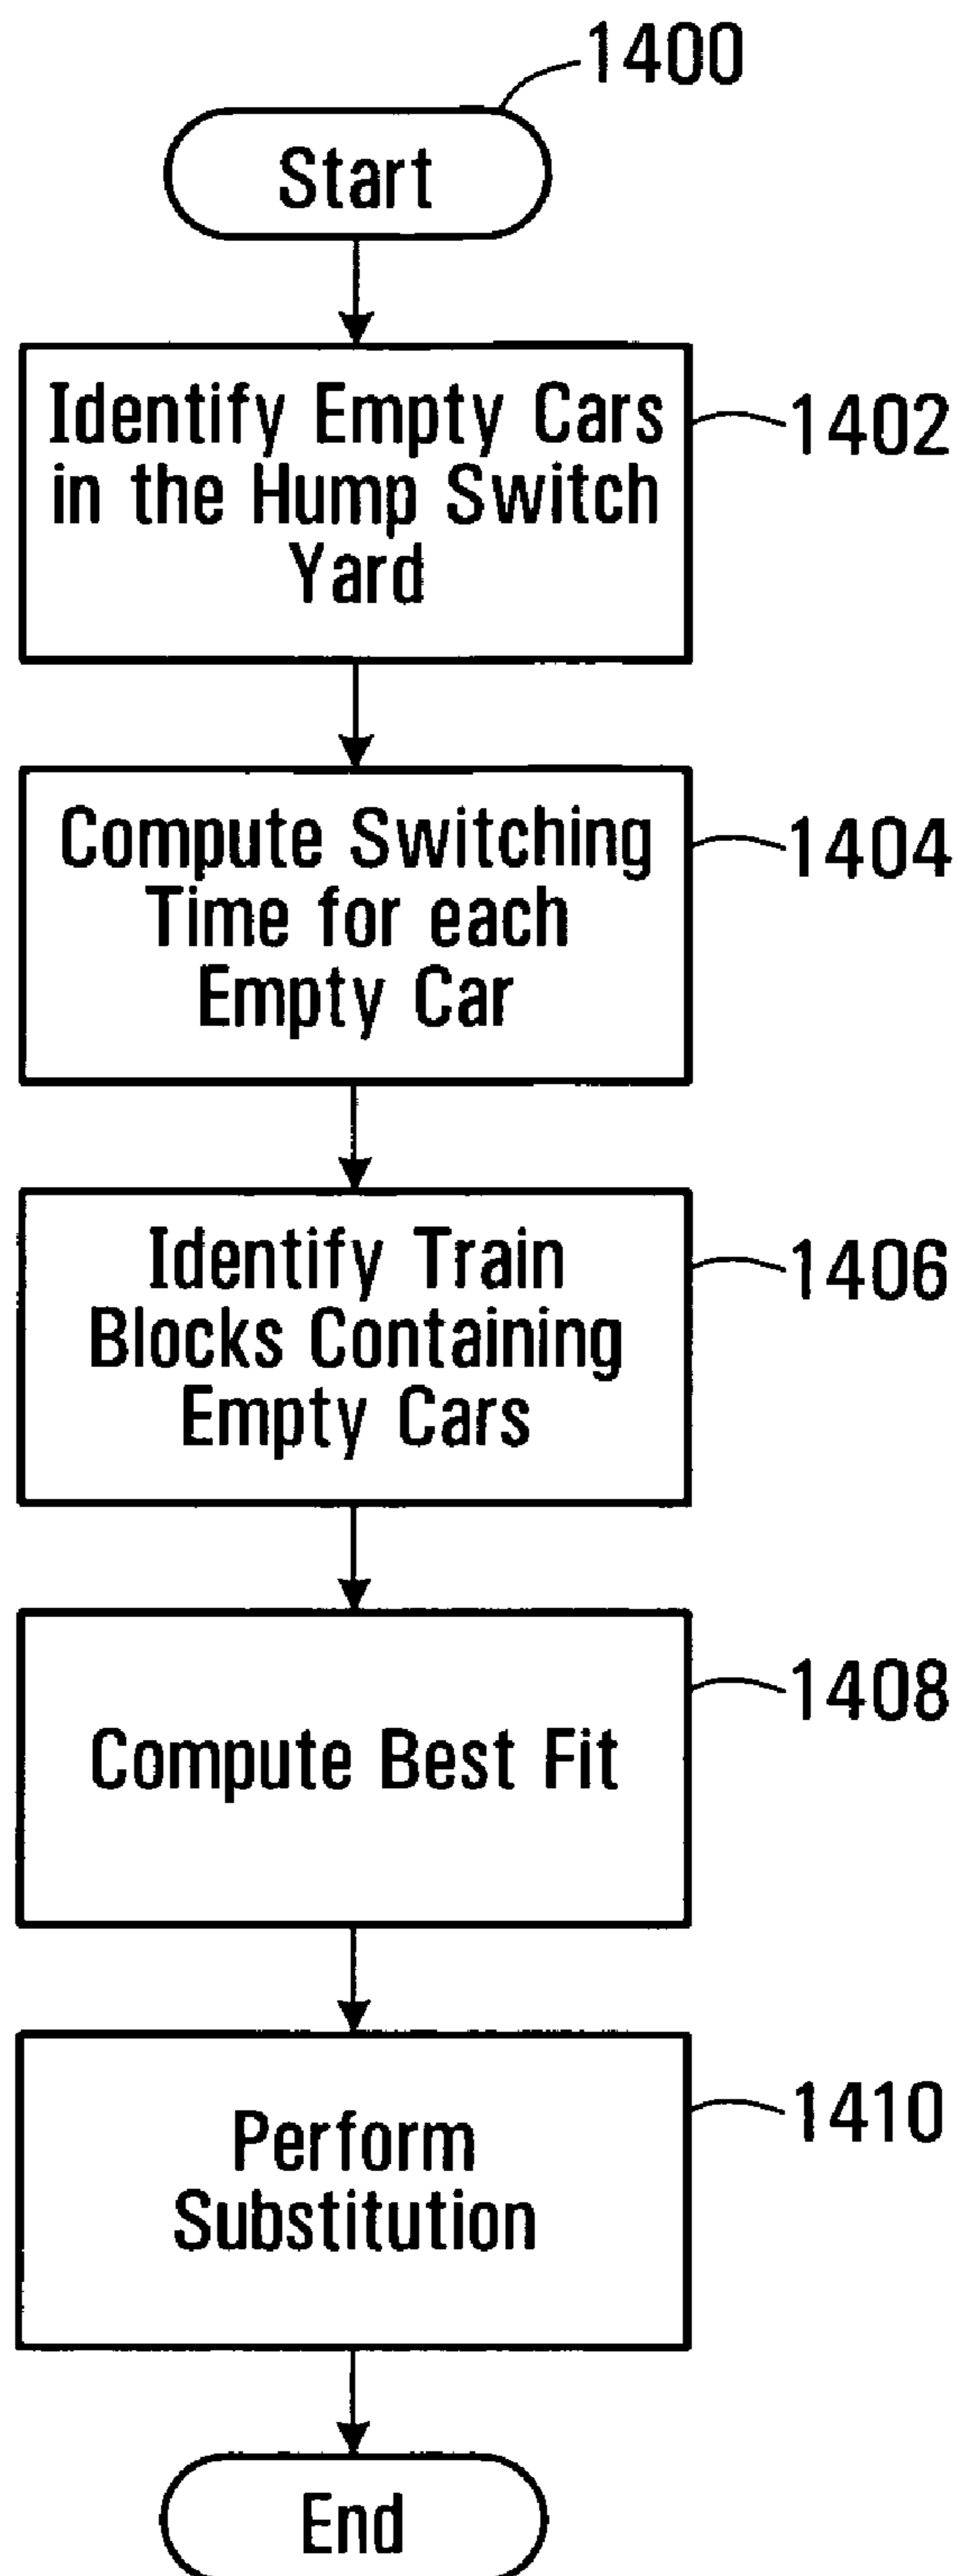 1400
Start
Identify Empty Cars
in the Hump Switch
Yard
1402
Compute Switching
Time for each
Empty Car
1404
Identify Train
Blocks Containing
Empty Cars
1406
Compute Best Fit
1408
Perform
Substitution
1410
End